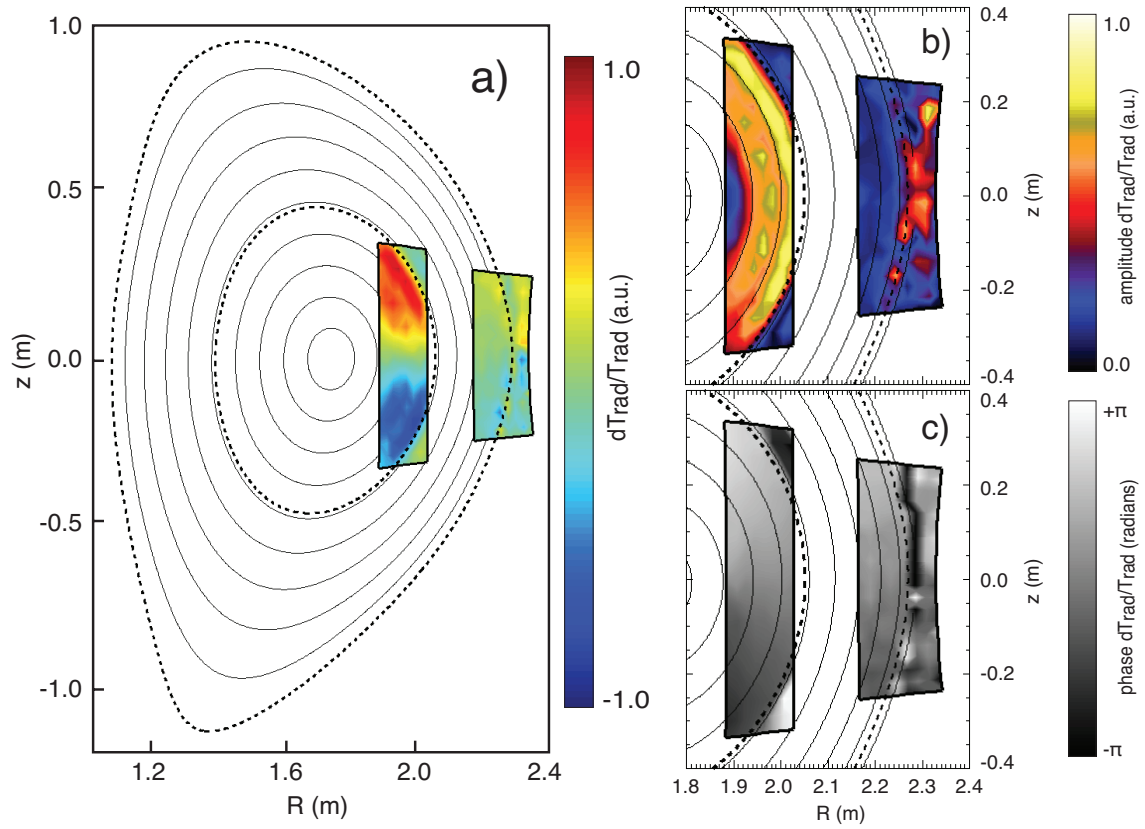 a)
1.0
0.5
0.0
-0.5
-1.0
z (m)
1.2
1.6
2.0
2.4
R (m)
1.0
-1.0
dTrad/Trad (a.u.)
b)
0.4
0.2
0.0
-0.2
-0.4
z (m)
1.0
0.0
amplitude dTrad/Trad (a.u.)
c)
0.4
0.2
0.0
-0.2
-0.4
z (m)
1.8
1.9
2.0
2.1
2.2
2.3
2.4
R (m)
+π
-π
phase dTrad/Trad (radians)